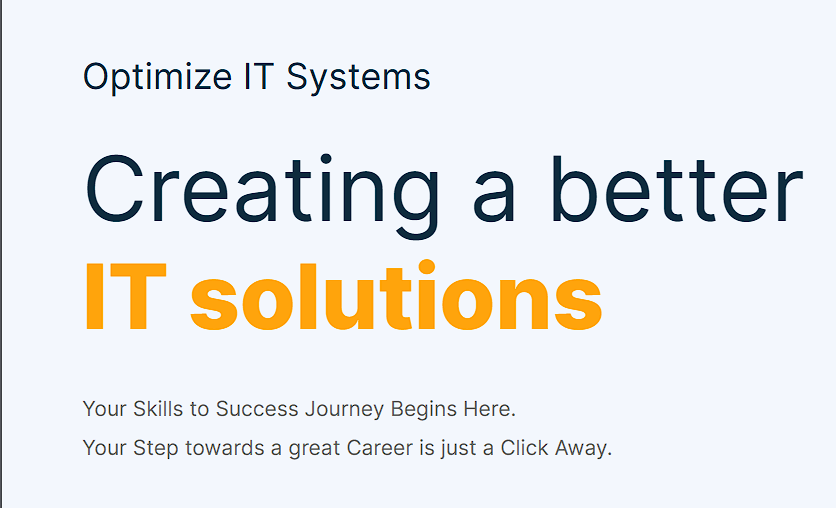 Optimize IT Systems
Creating a better
IT solutions
Your Skills to Success Journey Begins Here.
Your Step towards a great Career is just a Click Away.